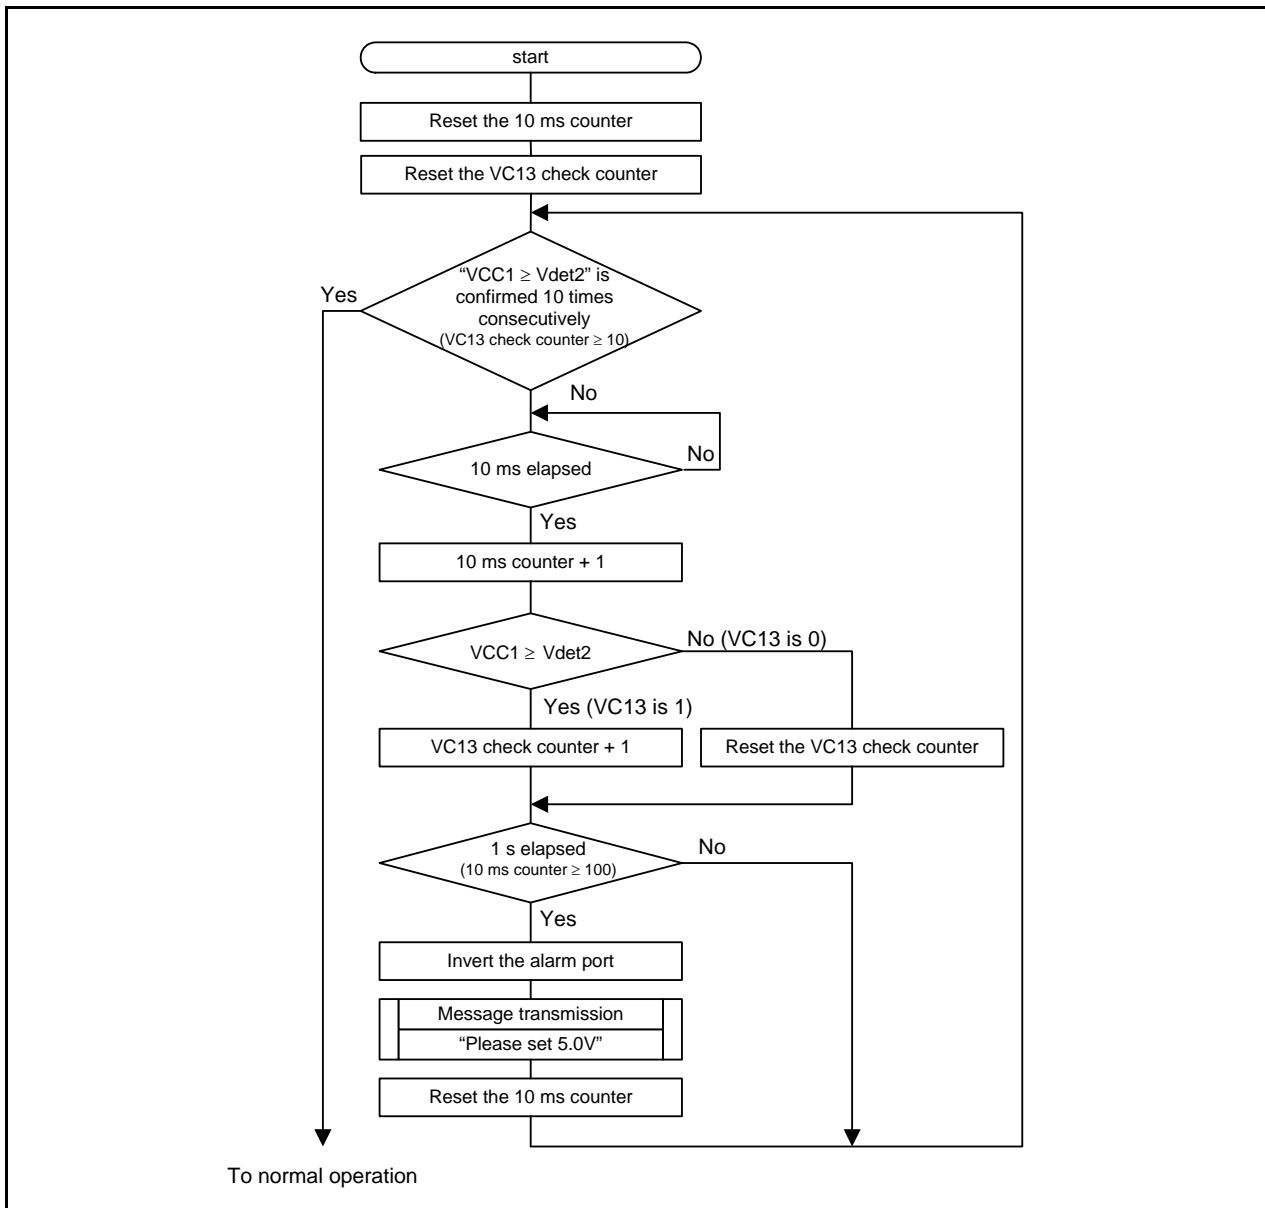 start
Reset the 10 ms counter
Reset the VC13 check counter
“VCC1 ≥ Vdet2” is
confirmed 10 times
consecutively
(VC13 check counter ≥ 10)
Yes
No
10 ms elapsed
No
Yes
10 ms counter + 1
VCC1 ≥ Vdet2
No (VC13 is 0)
Yes (VC13 is 1)
VC13 check counter + 1
Reset the VC13 check counter
1 s elapsed
(10 ms counter ≥ 100)
No
Yes
Invert the alarm port
Message transmission
“Please set 5.0V”
Reset the 10 ms counter
To normal operation